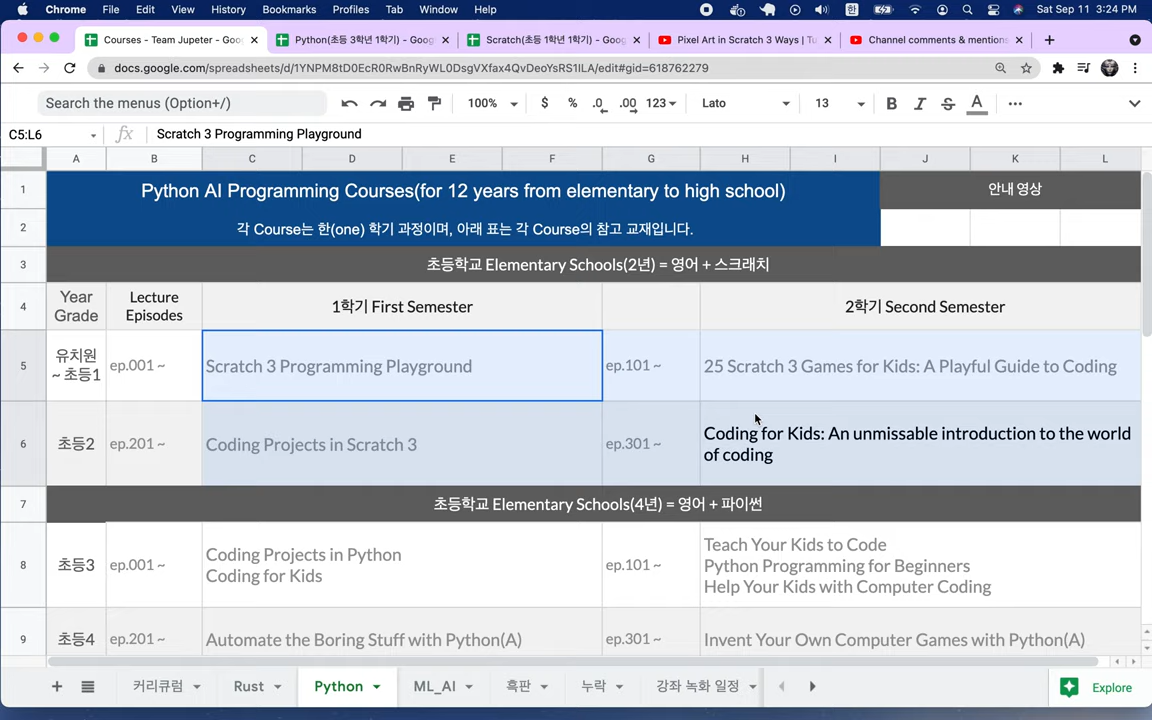 Chrome File Edit View History Bookmarks Profiles Tab Window Help
한
Sat Sep 11 3:24 PM
Courses - Team Jupeter - Goo
Python(초등 3학년 1학기) - Goog
Scratch(초등 1학년 1학기) - Goog
Pixel Art in Scratch 3 Ways | Tu
Channel comments & mentions
docs.google.com/spreadsheets/d/1YNPM8tD0EcR0RwBnRyWL0DsgVXfax4QvDeoYsRS1ILA/edit#gid=618762279
Search the menus (Option+/)
100%
$ % .0 .00 123
Lato
13
B I S A
C5:L6
fx
Scratch 3 Programming Playground
A B C D E F G H I J K L
1 Python AI Programming Courses(for 12 years from elementary to high school) 안내 영상
2 각 Course는 한(one) 학기 과정이며, 아래 표는 각 Course의 참고 교재입니다.
3 초등학교 Elementary Schools(2년) = 영어 + 스크래치
4
Year
Grade
Lecture
Episodes
1학기 First Semester
2학기 Second Semester
5
유치원
~ 초등1
ep.001 ~
Scratch 3 Programming Playground
ep.101 ~
25 Scratch 3 Games for Kids: A Playful Guide to Coding
6
초등2
ep.201 ~
Coding Projects in Scratch 3
ep.301 ~
Coding for Kids: An unmissable introduction to the world
of coding
7 초등학교 Elementary Schools(4년) = 영어 + 파이썬
8
초등3
ep.001 ~
Coding Projects in Python
Coding for Kids
ep.101 ~
Teach Your Kids to Code
Python Programming for Beginners
Help Your Kids with Computer Coding
9
초등4
ep.201 ~
Automate the Boring Stuff with Python(A)
ep.301 ~
Invent Your Own Computer Games with Python(A)
커리큐럼
Rust
Python
ML_AI
흑판
누락
강좌 녹화 일정
Explore